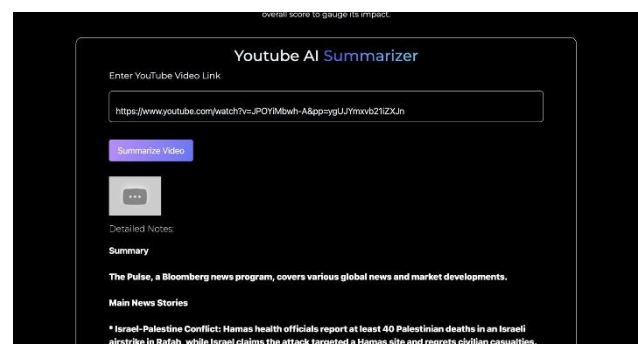 overall score to gauge its impact.
Youtube AI Summarizer
Enter YouTube Video Link
https://www.youtube.com/watch?v=JPOYiMbwh-A&pp=ygUJYmxvb21iZXJn
Summarize Video
Detailed Notes:
Summary
The Pulse, a Bloomberg news program, covers various global news and market developments.
Main News Stories
* Israel-Palestine Conflict: Hamas health officials report at least 40 Palestinian deaths in an Israeli
airstrike in Rafah, while Israel claims the attack targeted a Hamas site and regrets civilian casualties.